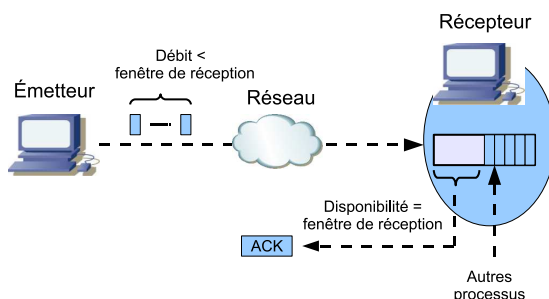 Récepteur
Débit <
fenêtre de réception
Émetteur
Réseau
Disponibilité =
fenêtre de réception
ACK
Autres
processus